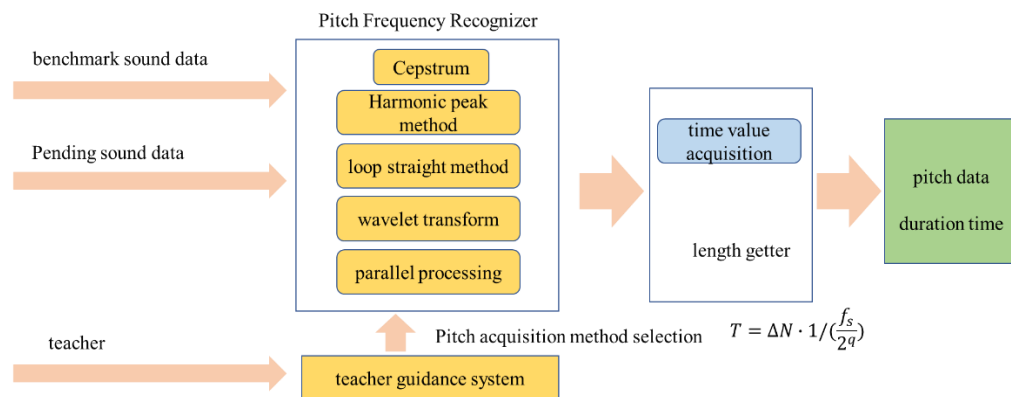 Pitch Frequency Recognizer
benchmark sound data
Cepstrum
Harmonic peak
method
Pending sound data
loop straight method
wavelet transform
parallel processing
time value
acquisition
length getter
pitch data
duration time
teacher
Pitch acquisition method selection
T = ΔN · 1/(f_s/2^q)
teacher guidance system